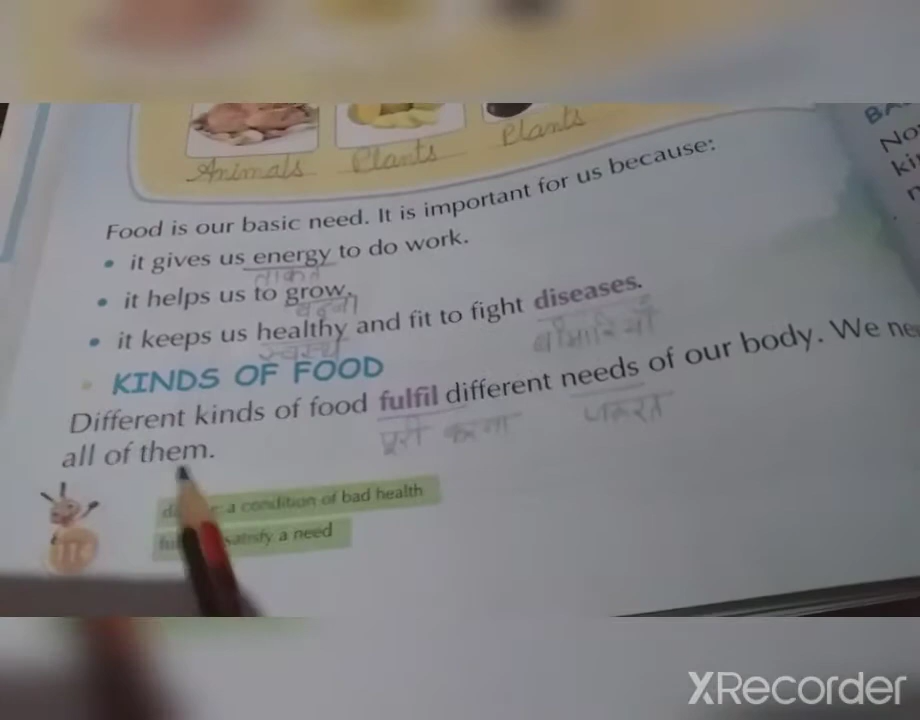 Animals Plants Plants
Food is our basic need. It is important for us because:
• it gives us energy to do work.
ताकत
• it helps us to grow.
बढ़ना
• it keeps us healthy and fit to fight diseases.
स्वस्थ बीमारियाँ
KINDS OF FOOD
Different kinds of food fulfil different needs of our body. We
पूरी करना जरूरत
all of them.
a condition of bad health
satisfy a need
BA
No
ki
XRecorder